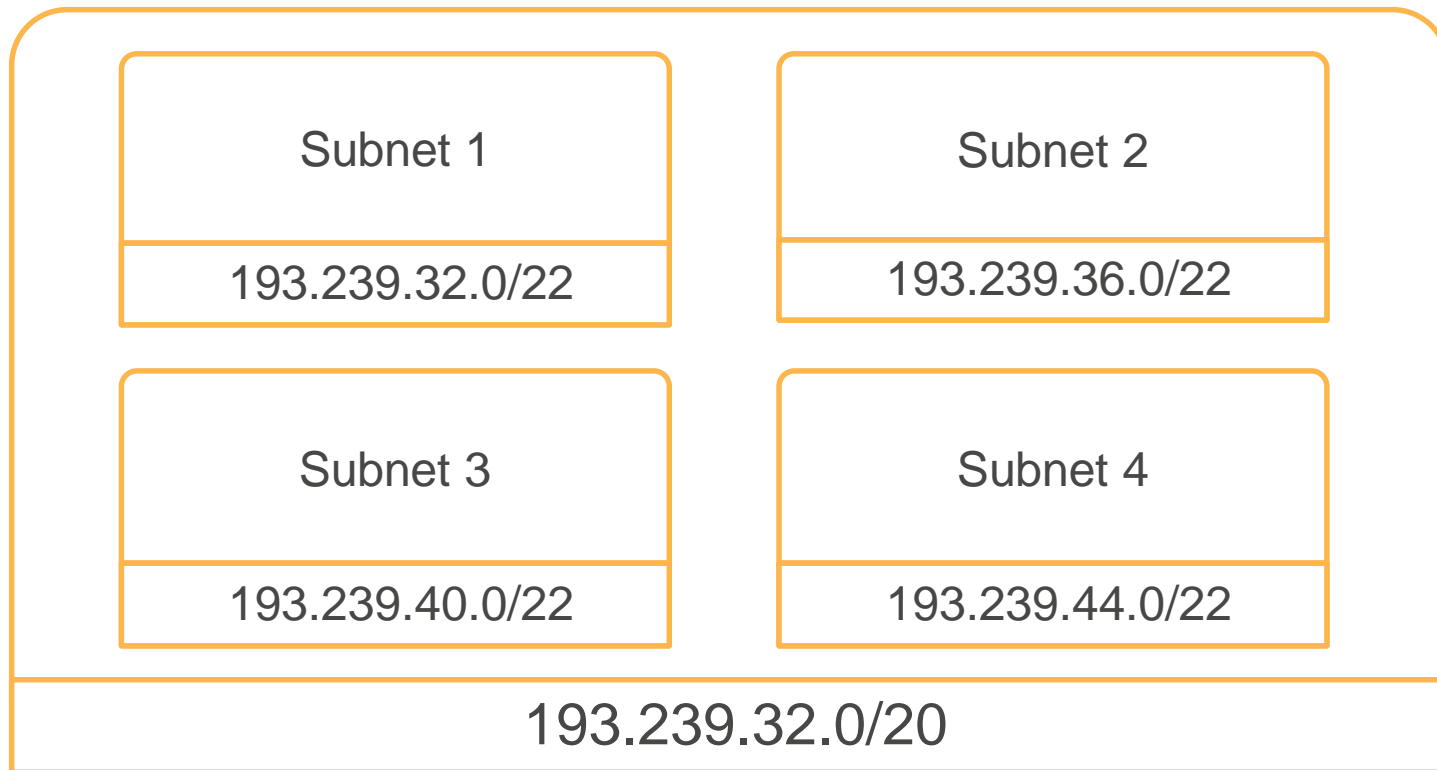 Subnet 1
193.239.32.0/22
Subnet 2
193.239.36.0/22
Subnet 3
193.239.40.0/22
Subnet 4
193.239.44.0/22
193.239.32.0/20